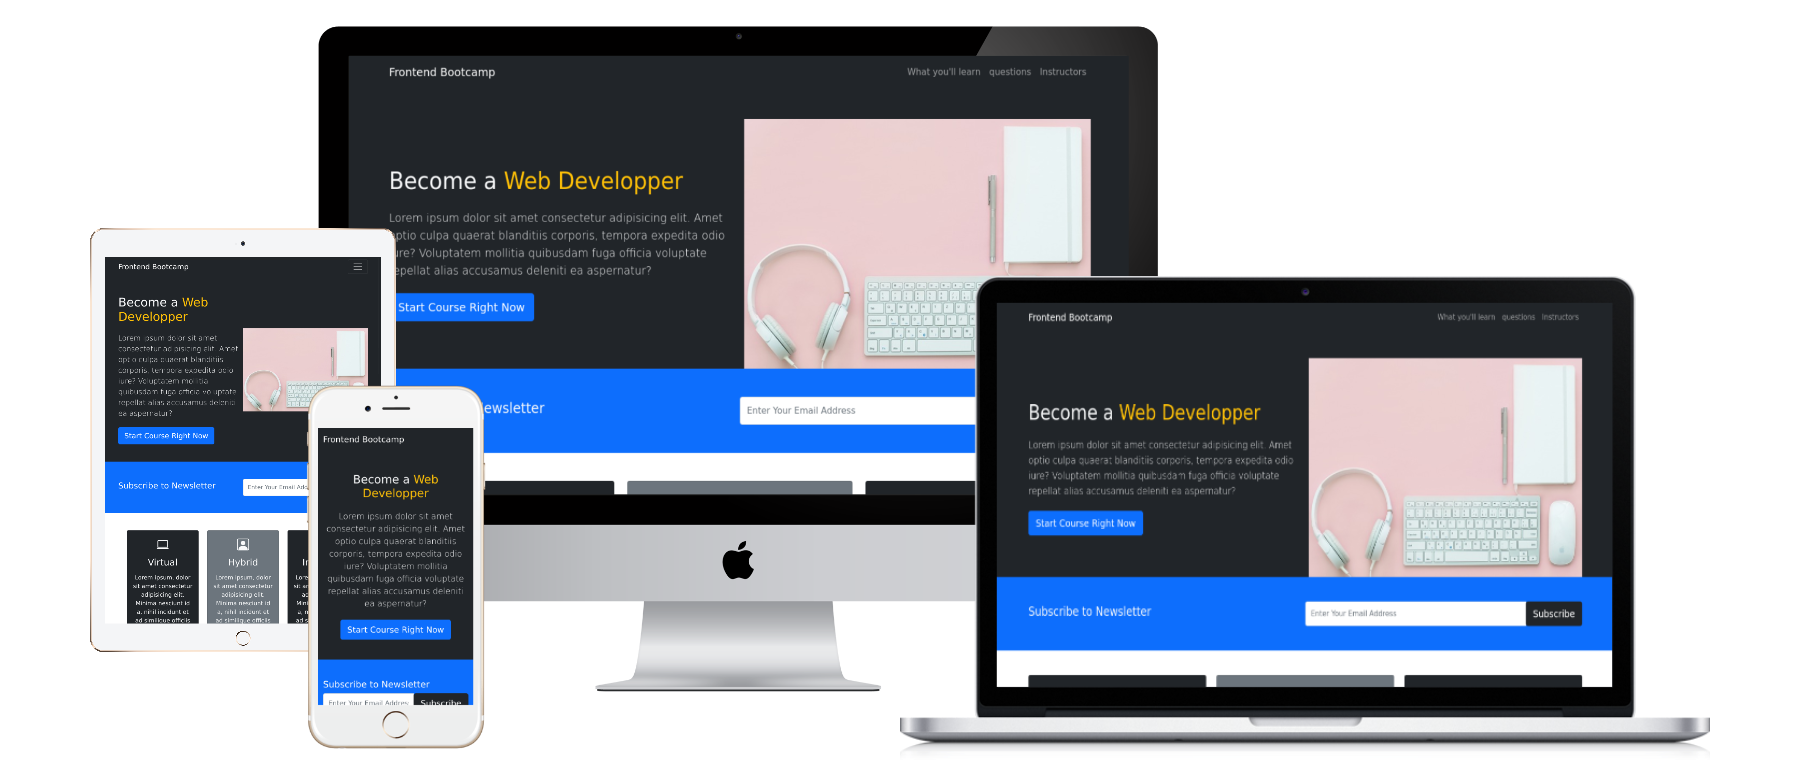 Frontend Bootcamp
What you'll learn questions Instructors
Become a Web Developper
Lorem ipsum dolor sit amet consectetur adipisicing elit. Amet
optio culpa quaerat blanditiis corporis, tempora expedita odio
iure? Voluptatem mollitia quibusdam fuga officia voluptate
repellat alias accusamus deleniti ea aspernatur?
Start Course Right Now
ewsletter
Enter Your Email Address
Frontend Bootcamp
Become a Web
Developper
Lorem ipsum dolor sit amet
consectetur adipisicing elit. Amet
optio culpa quaerat blanditiis
corporis, tempora expedita odio
iure? Voluptatem mollitia
quibusdam fuga officia voluptate
repellat alias accusamus deleniti
ea aspernatur?
Start Course Right Now
Subscribe to Newsletter
Enter Your Email Add
Virtual
Lorem ipsum, dolor
sit amet consectetur
adipisicing elit.
Minima nesciunt id
a, nihil incidunt et
ad similique officiis
Hybrid
Lorem ipsum, dolor
sit amet consectetur
adipisicing elit.
Minima nesciunt id
a, nihil incidunt et
ad similique officiis
Frontend Bootcamp
Become a Web
Developper
Lorem ipsum dolor sit amet
consectetur adipisicing elit. Amet
optio culpa quaerat blanditiis
corporis, tempora expedita odio
iure? Voluptatem mollitia
quibusdam fuga officia voluptate
repellat alias accusamus deleniti
ea aspernatur?
Start Course Right Now
Subscribe to Newsletter
Enter Your Email Address
Subscribe
Frontend Bootcamp
What you'll learn questions Instructors
Become a Web Developper
Lorem ipsum dolor sit amet consectetur adipisicing elit. Amet
optio culpa quaerat blanditiis corporis, tempora expedita odio
iure? Voluptatem mollitia quibusdam fuga officia voluptate
repellat alias accusamus deleniti ea aspernatur?
Start Course Right Now
Subscribe to Newsletter
Enter Your Email Address
Subscribe